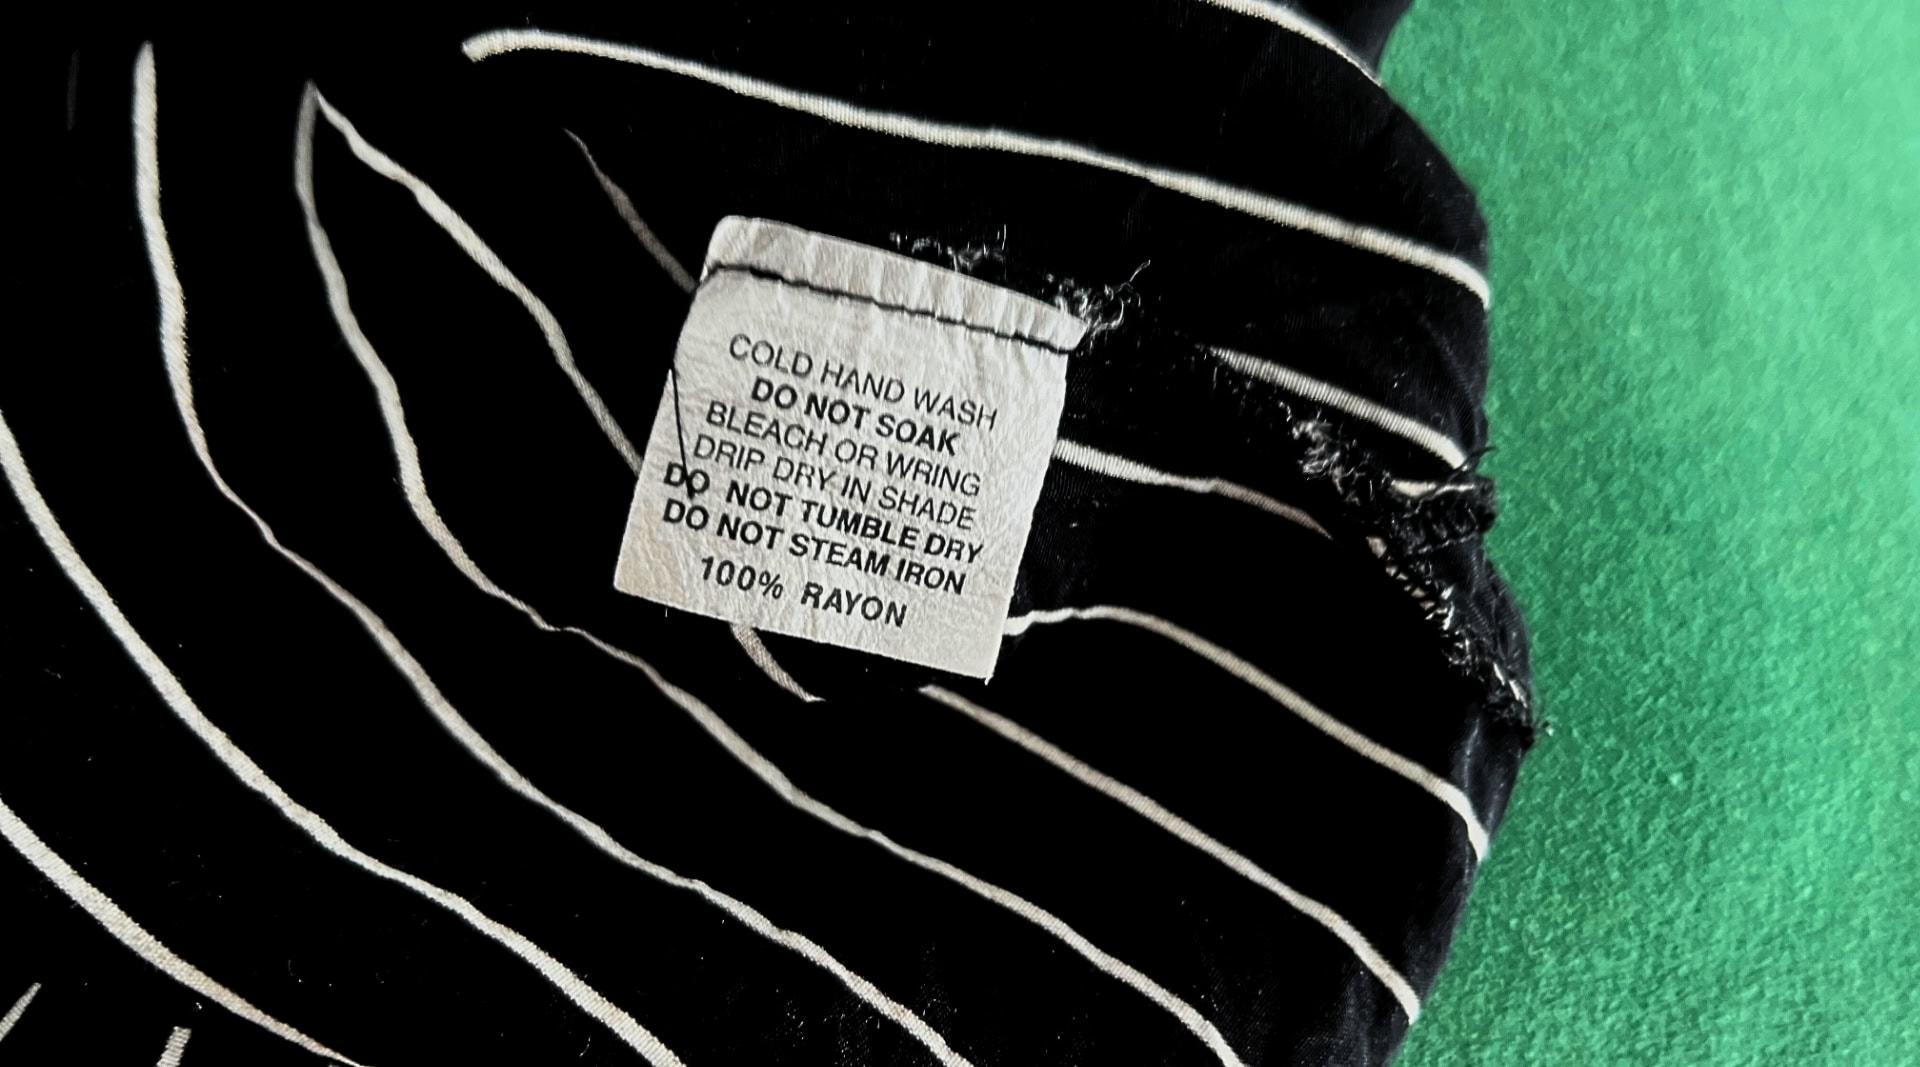 COLD HAND WASH
DO NOT SOAK
BLEACH OR WRING
DRIP DRY IN SHADE
DO NOT TUMBLE DRY
DO NOT STEAM IRON
100% RAYON